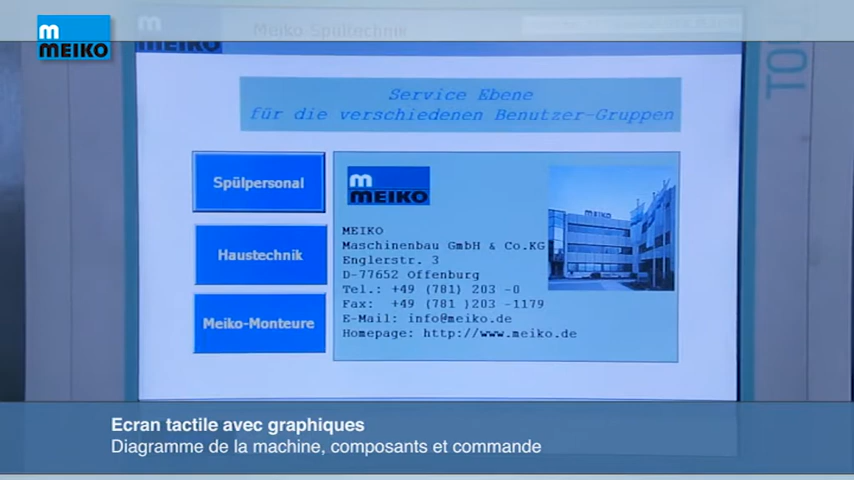 m
MEIKO
m
MEIKO
Meiko Spültechnik
TO
Service Ebene
für die verschiedenen Benutzer-Gruppen
Spülpersonal
Haustechnik
Meiko-Monteure
m
MEIKO
MEIKO
MEIKO
Maschinenbau GmbH & Co.KG
Englerstr. 3
D-77652 Offenburg
Tel.: +49 (781) 203 -0
Fax: +49 (781 )203 -1179
E-Mail: info@meiko.de
Homepage: http://www.meiko.de
Ecran tactile avec graphiques
Diagramme de la machine, composants et commande